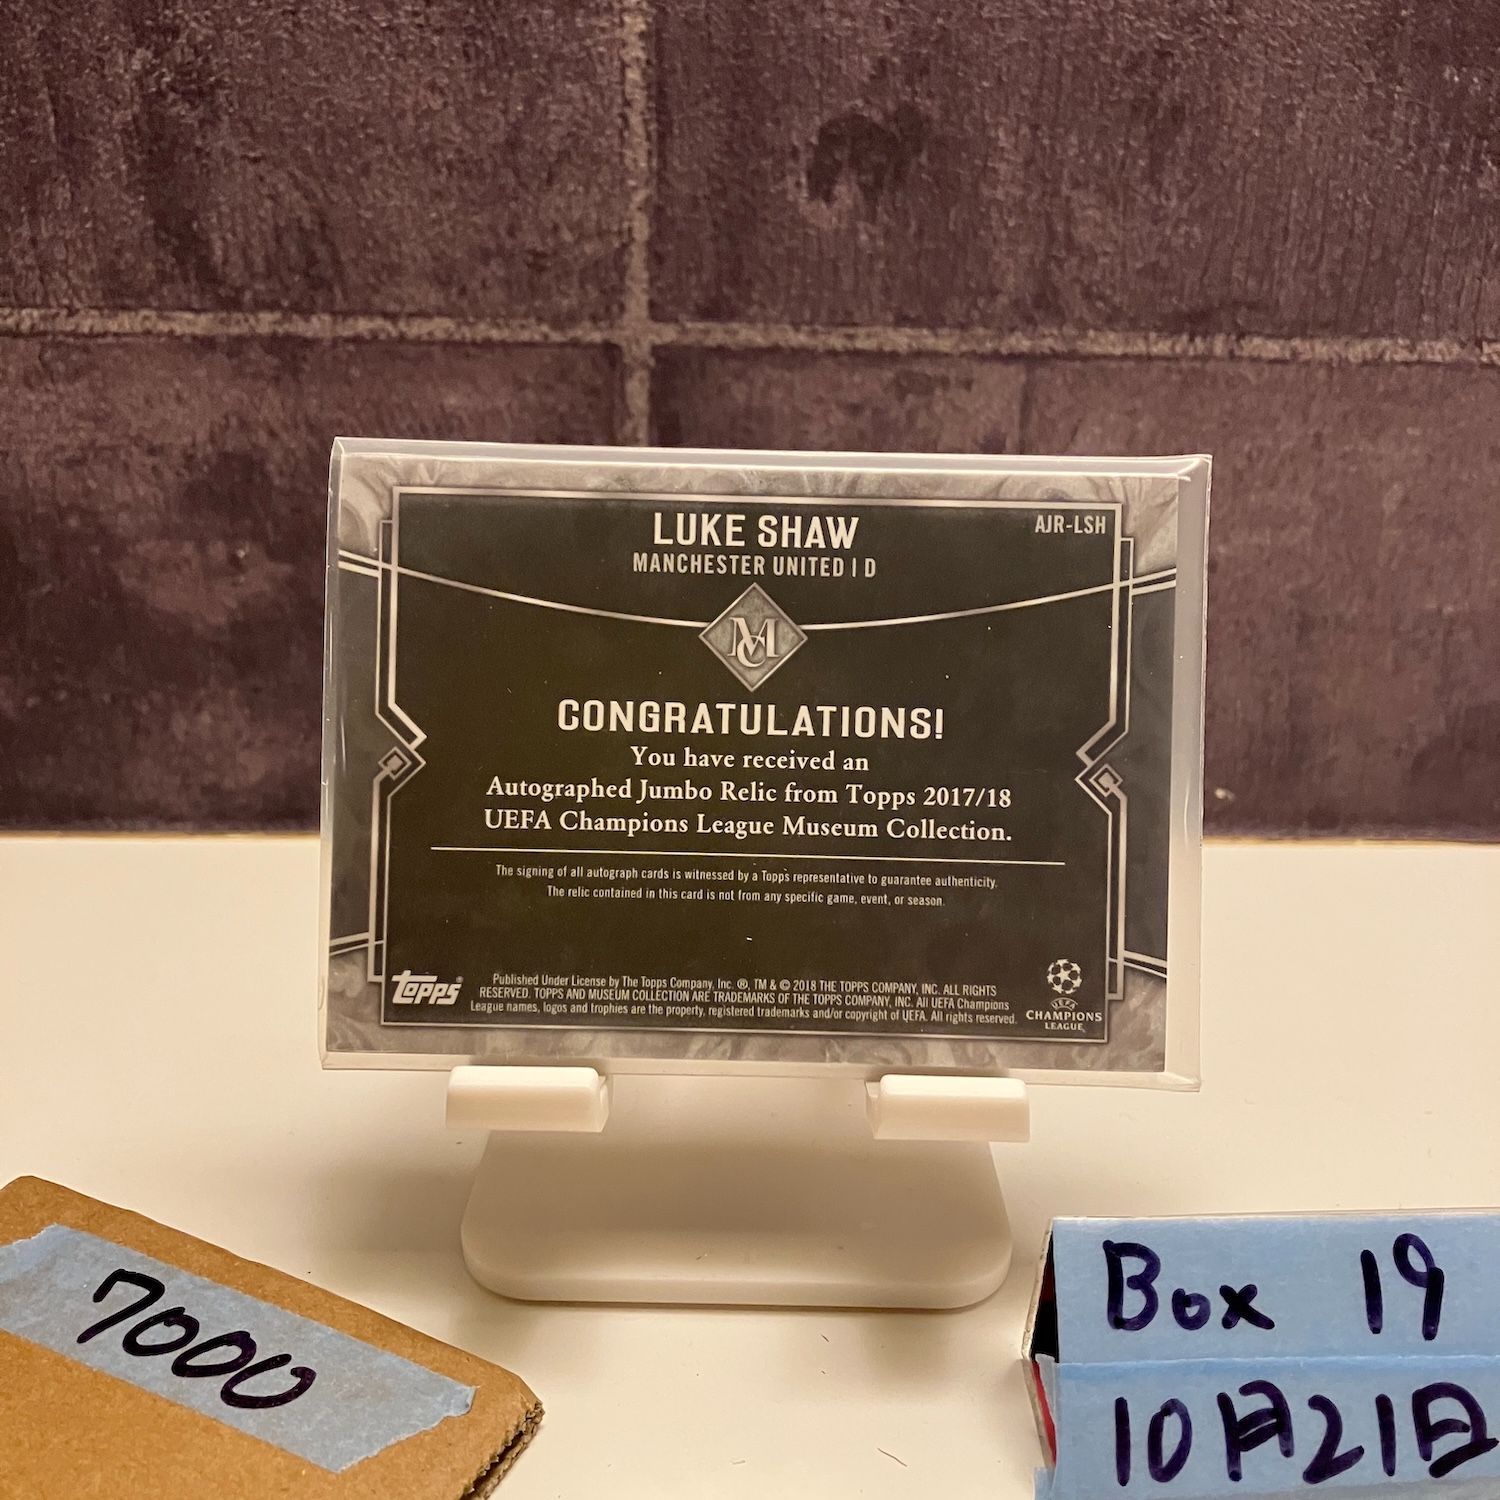 LUKE SHAW
AJR-LSH
MANCHESTER UNITED | D
MC
CONGRATULATIONS!
You have received an
Autographed Jumbo Relic from Topps 2017/18
UEFA Champions League Museum Collection.
The signing of all autograph cards is witnessed by a Topps representative to guarantee authenticity.
The relic contained in this card is not from any specific game, event, or season.
Topps®
Published Under License by The Topps Company, Inc. ®, TM & © 2018 THE TOPPS COMPANY, INC. ALL RIGHTS
RESERVED. TOPPS AND MUSEUM COLLECTION ARE TRADEMARKS OF THE TOPPS COMPANY, INC. All UEFA Champions
League names, logos and trophies are the property, registered trademarks and/or copyright of UEFA. All rights reserved.
UEFA
CHAMPIONS
LEAGUE
7000
Box 19
10月21日